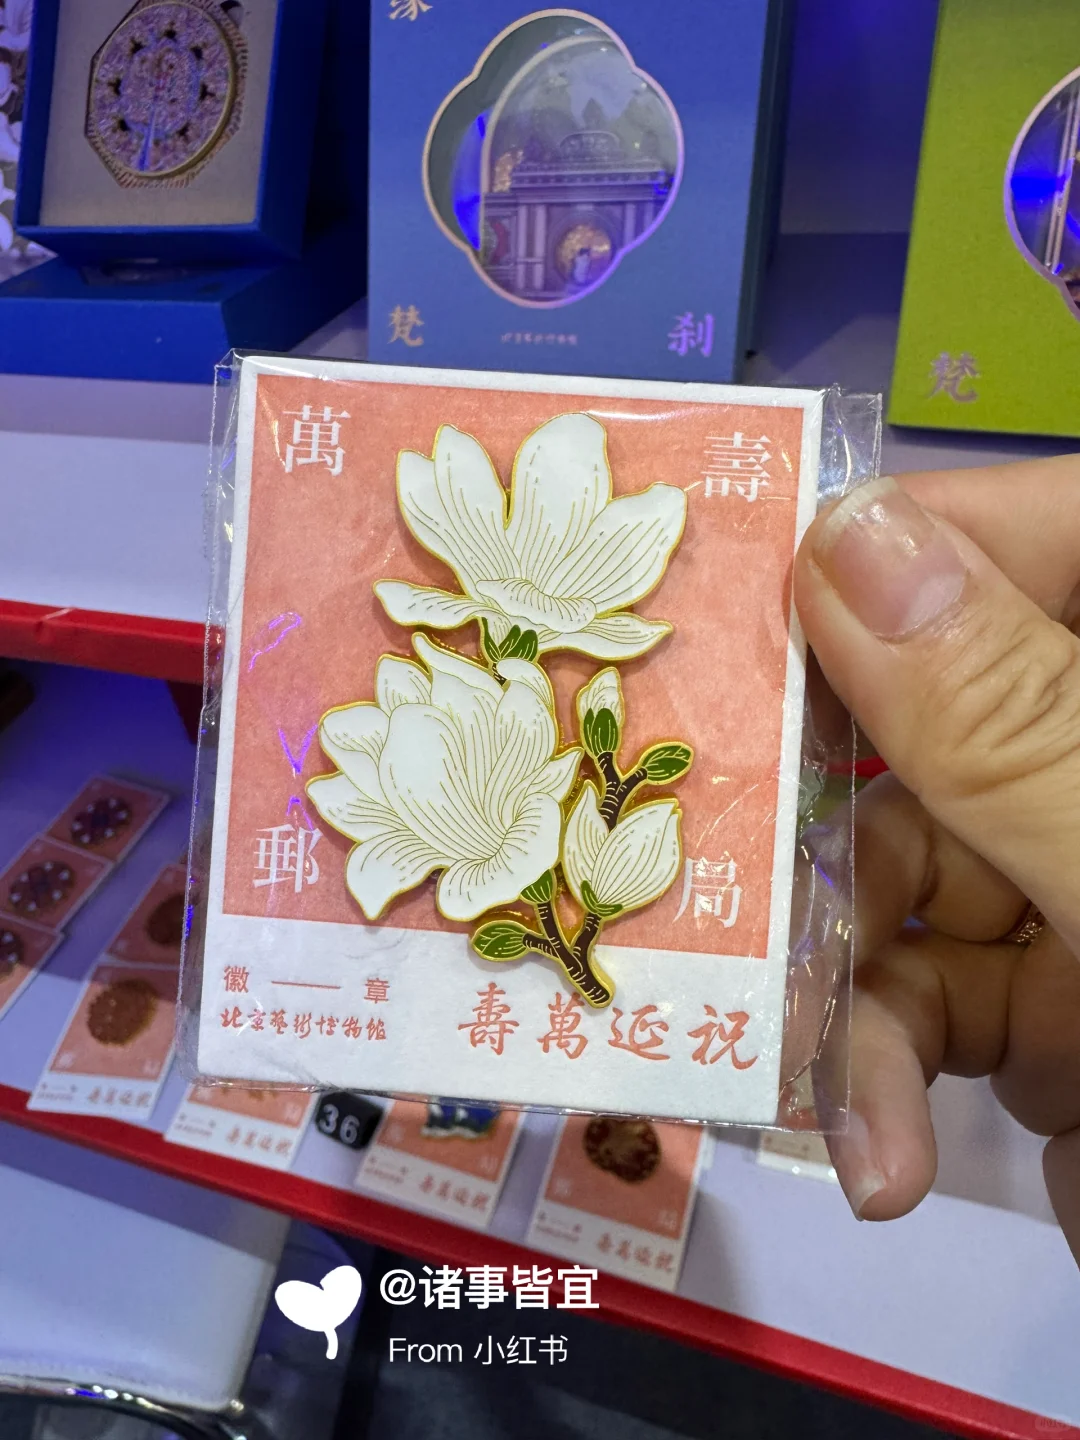 缘
梵 刹
梵
萬 壽
郵 局
徽 —— 章
北京藝術博物館
壽萬延祝
36
@诸事皆宜
From 小红书